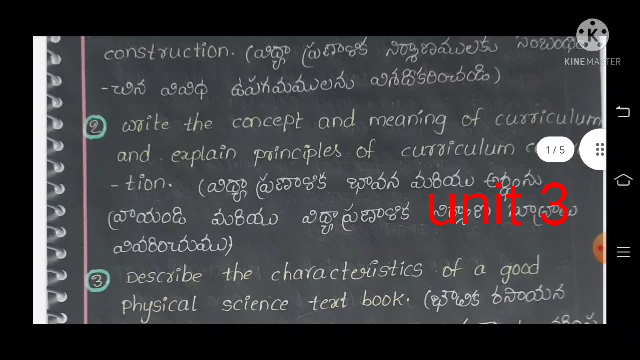 construction. (విద్యా ప్రణాళిక నిర్మాణములకు సంబంధిం
-చిన వివిధ ఉపగమములను విశదీకరించండి)
KINEMASTER
② Write the concept and meaning of curriculum
and explain principles of curriculum
1/5
-tion. (విద్యా ప్రణాళిక భావన మరియు అర్థంను
unit 3
వ్రాయండి మరియు విద్యాప్రణాళిక నిర్మాణ సూత్రాలు
వివరించుము)
③ Describe the characteristics of a good
physical science text book. (భౌతిక రసాయన